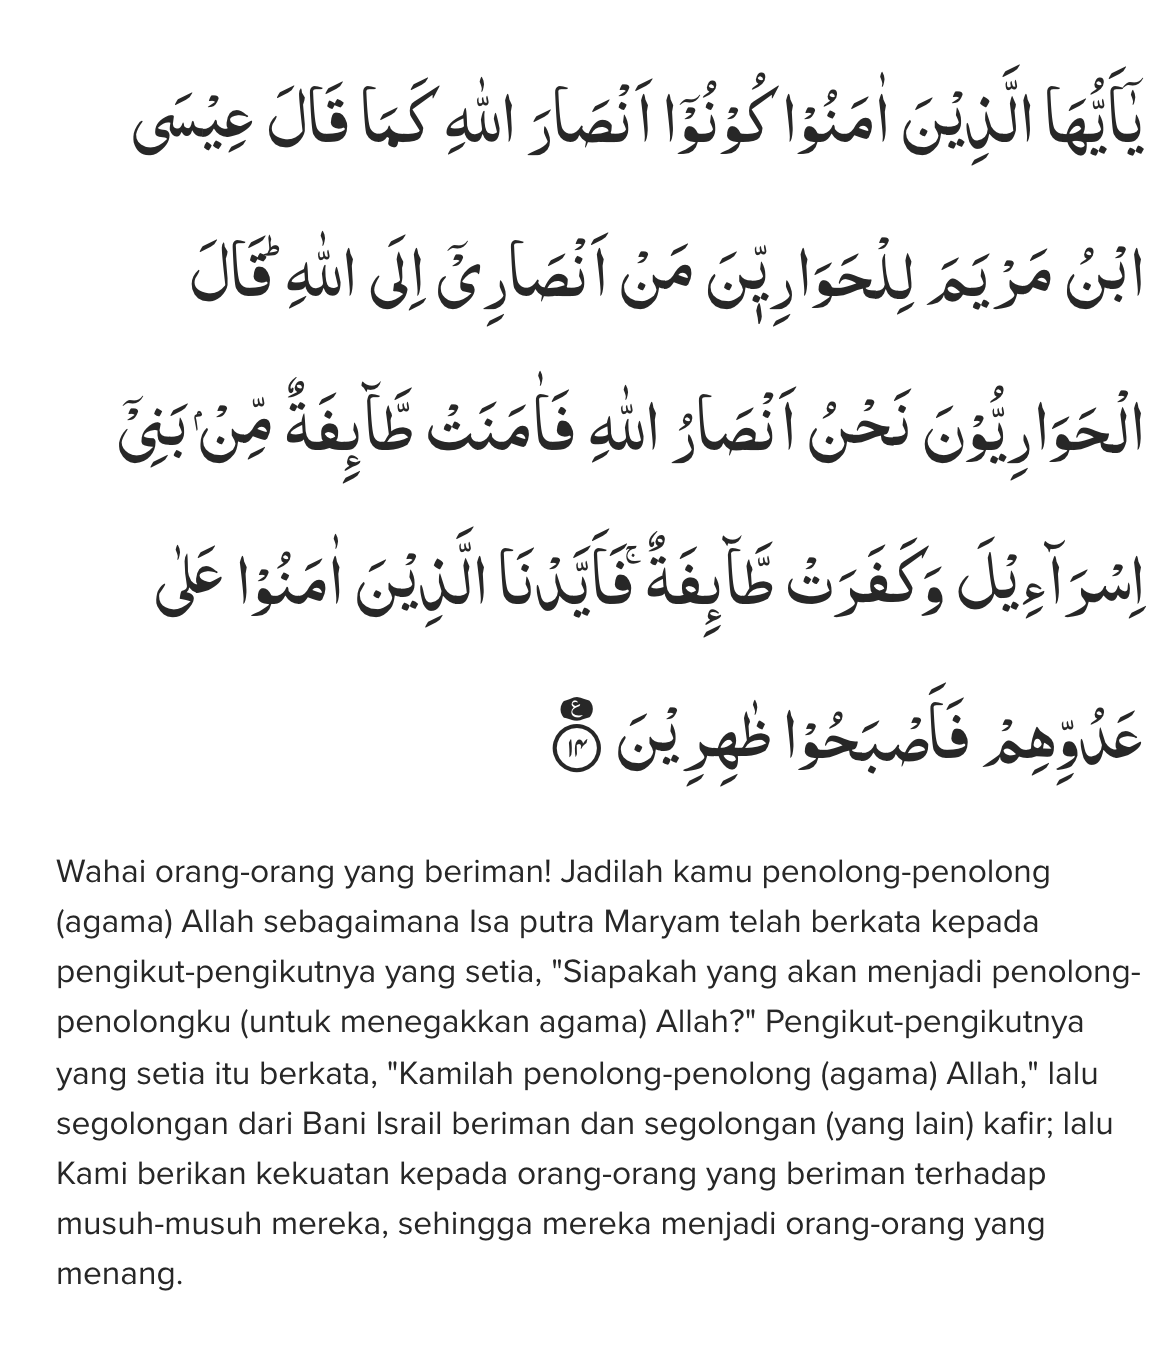 يٰٓاَيُّهَا الَّذِيْنَ اٰمَنُوْا كُوْنُوْٓا اَنْصَارَ اللّٰهِ كَمَا قَالَ عِيْسَى
ابْنُ مَرْيَمَ لِلْحَوَارِيّٖنَ مَنْ اَنْصَارِيْٓ اِلَى اللّٰهِ ۗقَالَ
الْحَوَارِيُّوْنَ نَحْنُ اَنْصَارُ اللّٰهِ فَاٰمَنَتْ طَّاۤىِٕفَةٌ مِّنْۢ بَنِيْٓ
اِسْرَاۤءِيْلَ وَكَفَرَتْ طَّاۤىِٕفَةٌ ۚفَاَيَّدْنَا الَّذِيْنَ اٰمَنُوْا عَلٰى
عَدُوِّهِمْ فَاَصْبَحُوْا ظٰهِرِيْنَ ࣖ ١٤
Wahai orang-orang yang beriman! Jadilah kamu penolong-penolong
(agama) Allah sebagaimana Isa putra Maryam telah berkata kepada
pengikut-pengikutnya yang setia, "Siapakah yang akan menjadi penolong-
penolongku (untuk menegakkan agama) Allah?" Pengikut-pengikutnya
yang setia itu berkata, "Kamilah penolong-penolong (agama) Allah," lalu
segolongan dari Bani Israil beriman dan segolongan (yang lain) kafir; lalu
Kami berikan kekuatan kepada orang-orang yang beriman terhadap
musuh-musuh mereka, sehingga mereka menjadi orang-orang yang
menang.